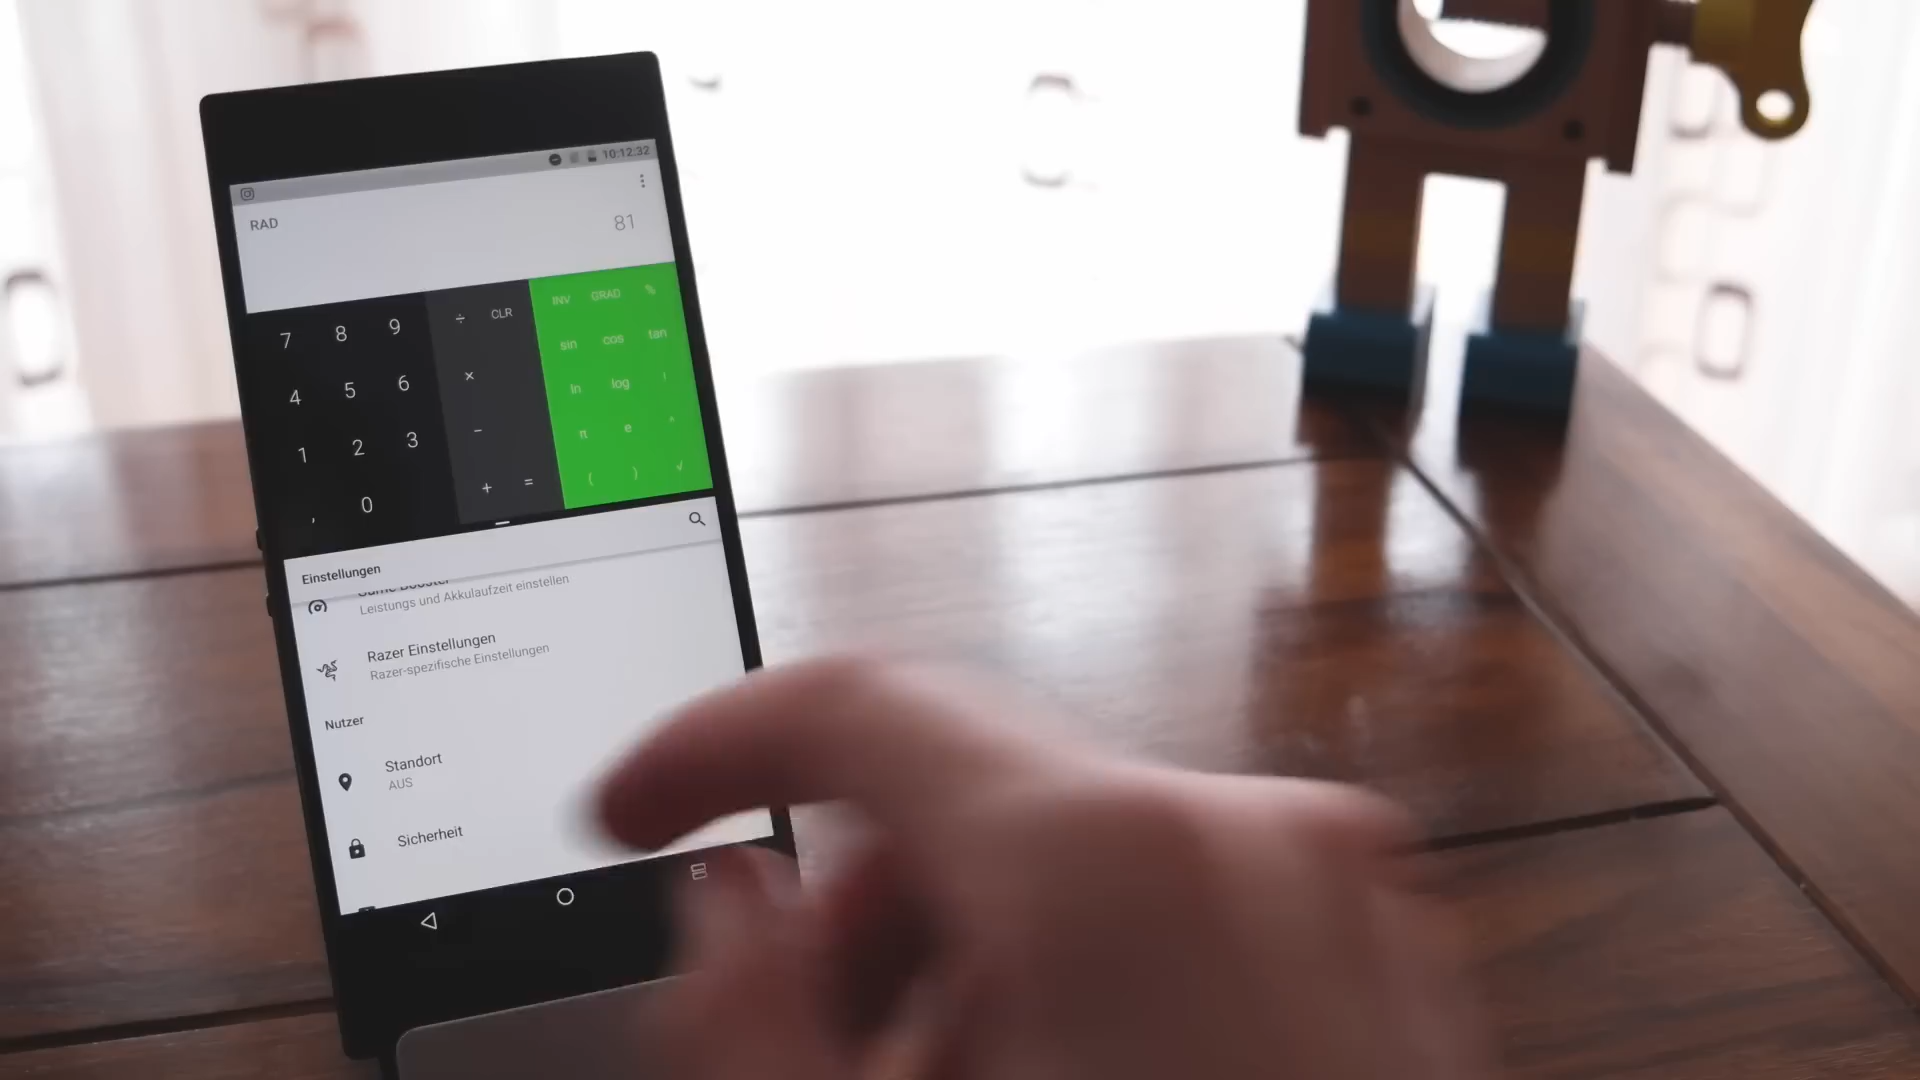 10:12:32
RAD
81
7 8 9 ÷ CLR INV GRAD %
4 5 6 × sin cos tan
1 2 3 − ln log !
, 0 + = π e ^
( ) √
Einstellungen
Game Booster
Leistungs und Akkulaufzeit einstellen
Razer Einstellungen
Razer-spezifische Einstellungen
Nutzer
Standort
AUS
Sicherheit